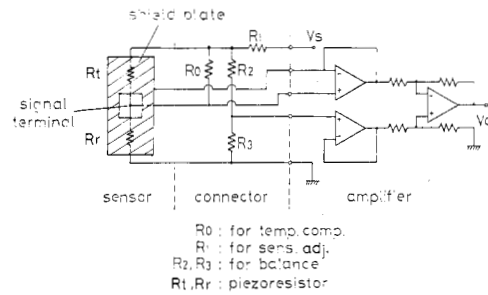 shield plate
R1
Vs
Rt
R0
R2
signal
terminal
Rr
R3
sensor
connector
amplifier
R0 : for temp. comp.
R1 : for sens. adj.
R2, R3 : for balance
Rt, Rr : piezoresistor